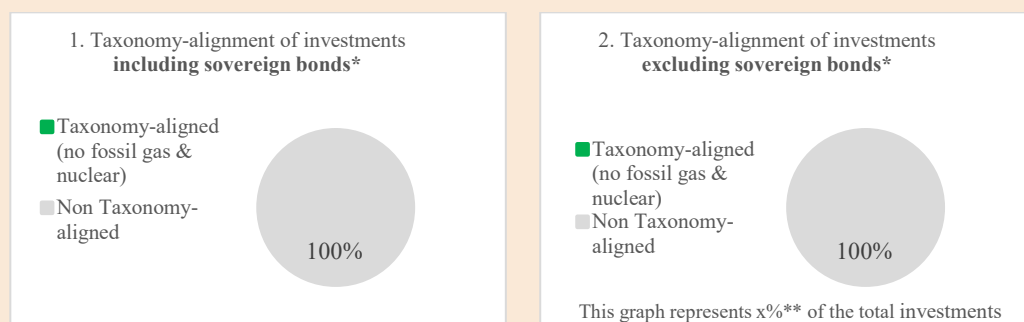 1. Taxonomy-alignment of investments
including sovereign bonds*
Taxonomy-aligned
(no fossil gas &
nuclear)
Non Taxonomy-
aligned
100%
2. Taxonomy-alignment of investments
excluding sovereign bonds*
Taxonomy-aligned
(no fossil gas &
nuclear)
Non Taxonomy-
aligned
100%
This graph represents x%** of the total investments